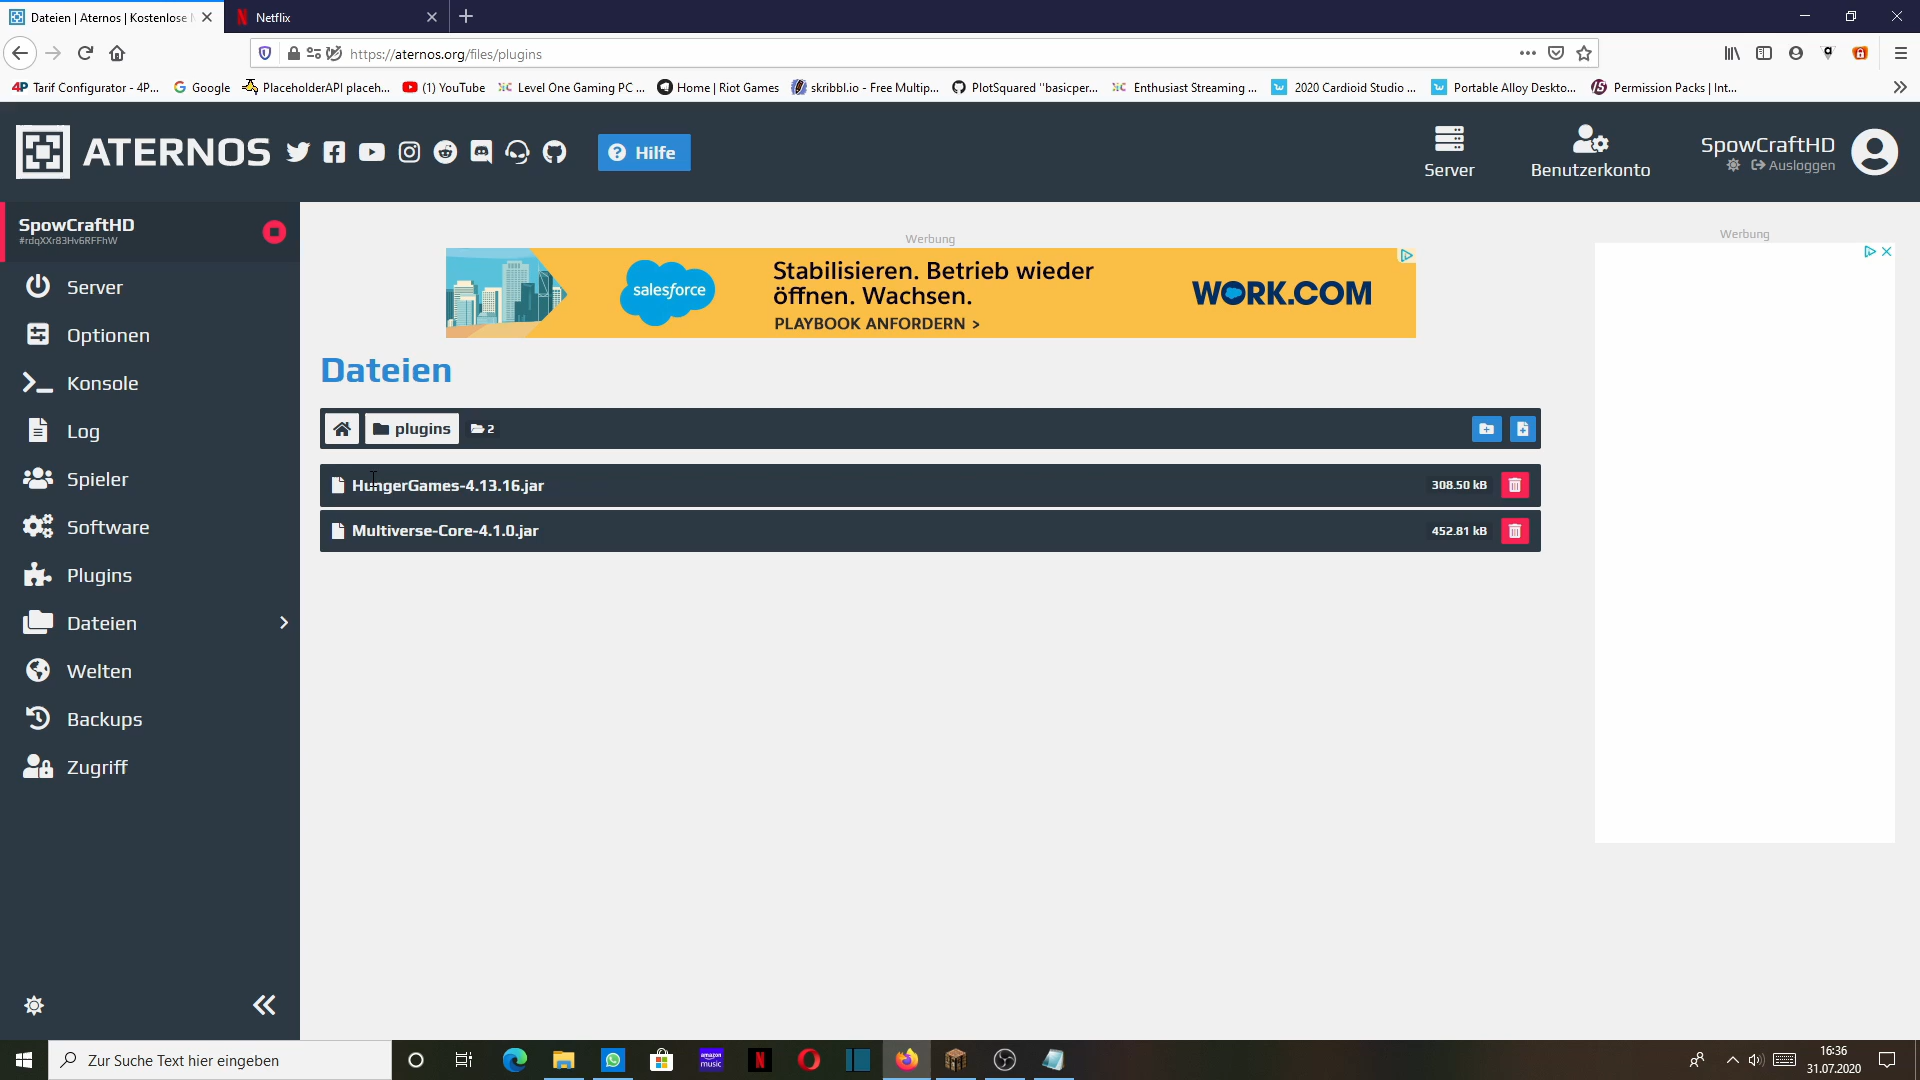 Dateien | Aternos | Kostenlose
Netflix
https://aternos.org/files/plugins
4P Tarif Configurator - 4P...
Google
PlaceholderAPI placeh...
(1) YouTube
Level One Gaming PC ...
Home | Riot Games
skribbl.io - Free Multip...
PlotSquared "basicper...
Enthusiast Streaming ...
2020 Cardioid Studio ...
Portable Alloy Deskto...
Permission Packs | Int...
ATERNOS
Hilfe
Server
Benutzerkonto
SpowCraftHD
Ausloggen
SpowCraftHD
#rdqXXr83Hv6RFFhW
Server
Optionen
Konsole
Log
Spieler
Software
Plugins
Dateien
Welten
Backups
Zugriff
Werbung
salesforce
Stabilisieren. Betrieb wieder
öffnen. Wachsen.
PLAYBOOK ANFORDERN >
WORK.COM
Werbung
Dateien
plugins
2
HungerGames-4.13.16.jar
308.50 kB
Multiverse-Core-4.1.0.jar
452.81 kB
Zur Suche Text hier eingeben
amazon
music
16:36
31.07.2020